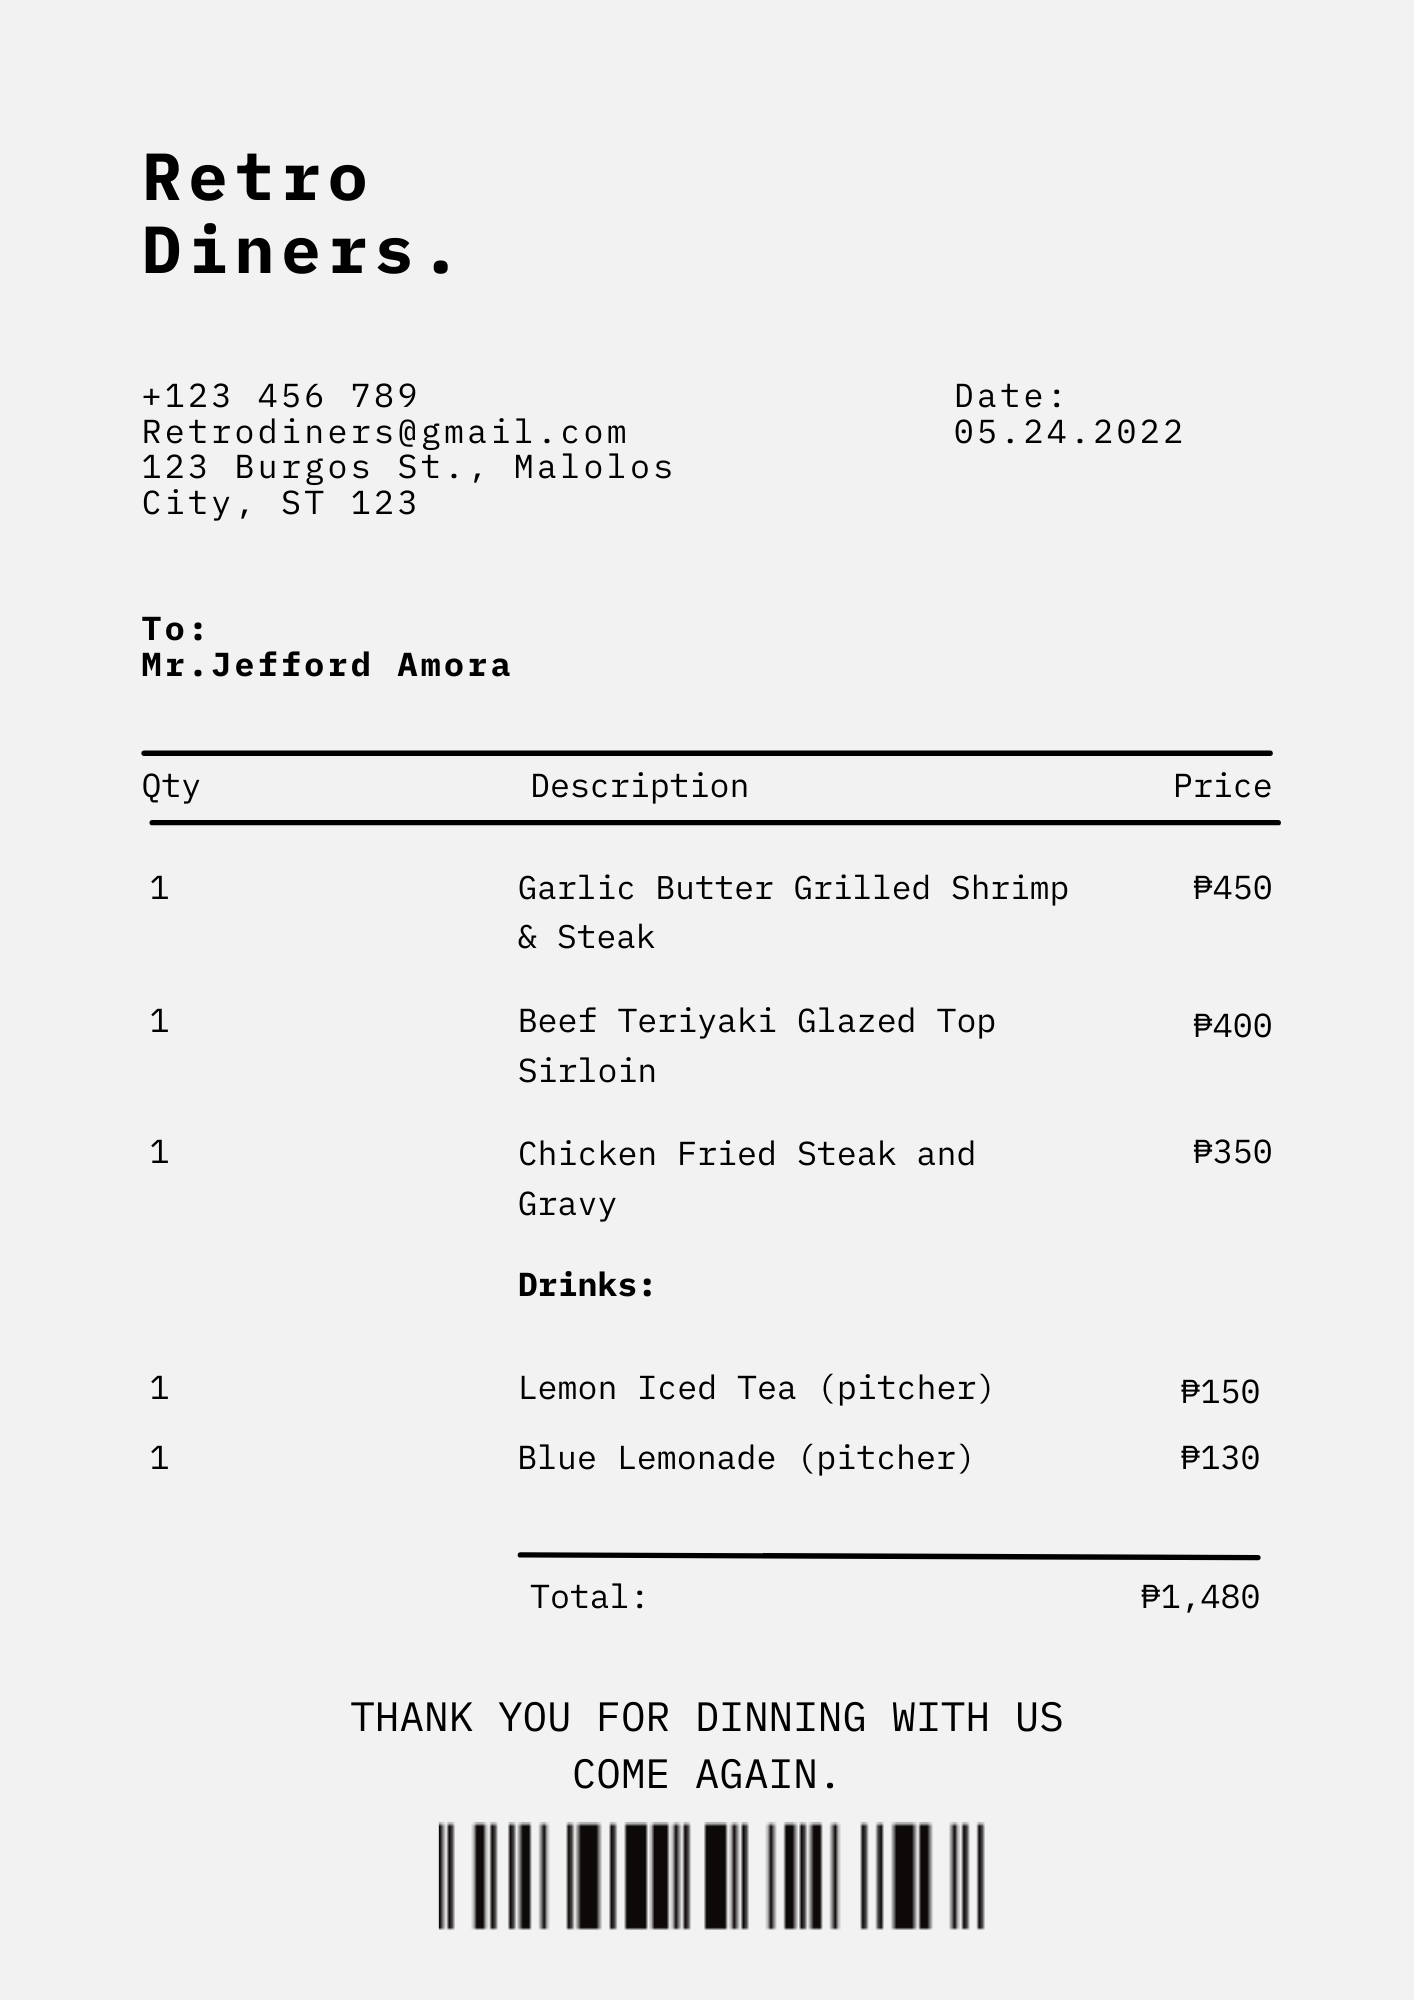 Retro
Diners.
+123 456 789
Retrodiners@gmail.com
123 Burgos St., Malolos
City, ST 123
Date:
05.24.2022
To:
Mr.Jefford Amora
Qty Description Price
1 Garlic Butter Grilled Shrimp ₱450
& Steak
1 Beef Teriyaki Glazed Top ₱400
Sirloin
1 Chicken Fried Steak and ₱350
Gravy
Drinks:
1 Lemon Iced Tea (pitcher) ₱150
1 Blue Lemonade (pitcher) ₱130
Total: ₱1,480
THANK YOU FOR DINNING WITH US
COME AGAIN.